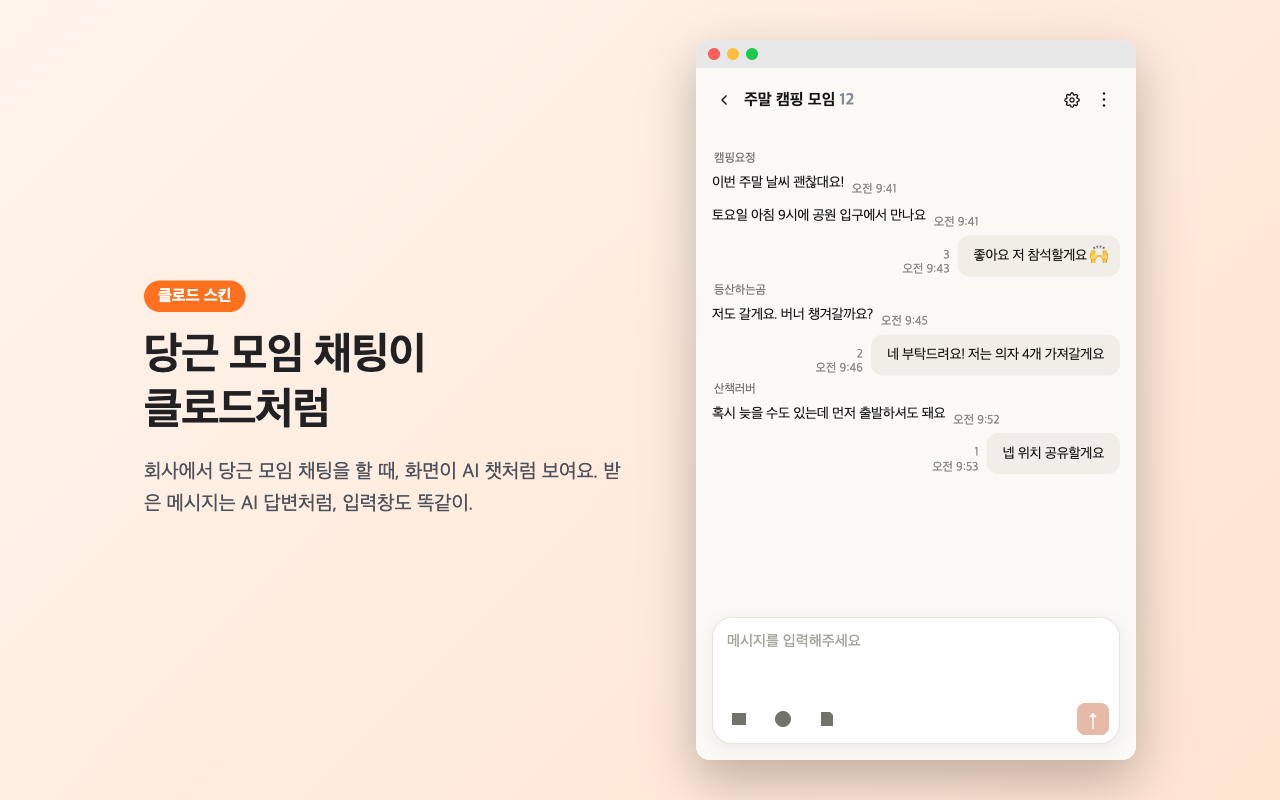 클로드 스킨
당근 모임 채팅이
클로드처럼
회사에서 당근 모임 채팅을 할 때, 화면이 AI 챗처럼 보여요. 받
은 메시지는 AI 답변처럼, 입력창도 똑같이.
주말 캠핑 모임 12
캠핑요정
이번 주말 날씨 괜찮대요! 오전 9:41
토요일 아침 9시에 공원 입구에서 만나요 오전 9:41
3
오전 9:43
좋아요 저 참석할게요 🙌
등산하는곰
저도 갈게요. 버너 챙겨갈까요? 오전 9:45
2
오전 9:46
네 부탁드려요! 저는 의자 4개 가져갈게요
산책러버
혹시 늦을 수도 있는데 먼저 출발하셔도 돼요 오전 9:52
1
오전 9:53
넵 위치 공유할게요
메시지를 입력해주세요